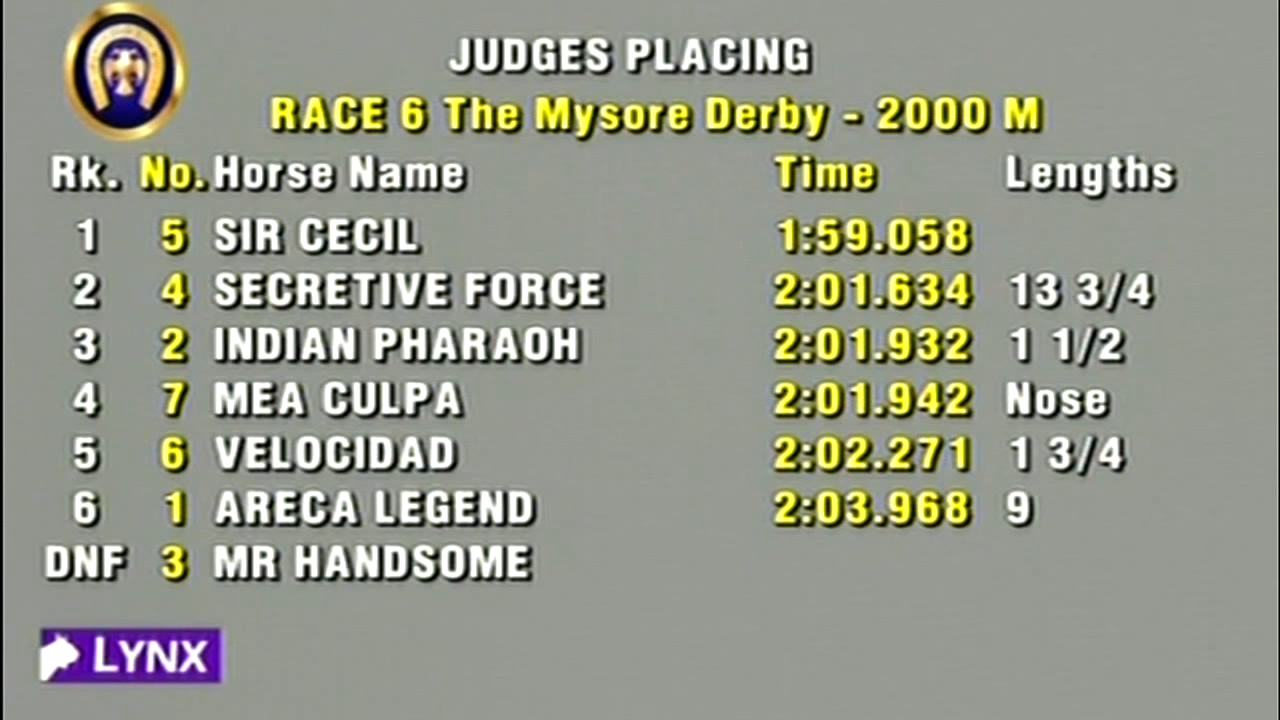 JUDGES PLACING
RACE 6 The Mysore Derby - 2000 M
Rk. No. Horse Name Time Lengths
1 5 SIR CECIL 1:59.058
2 4 SECRETIVE FORCE 2:01.634 13 3/4
3 2 INDIAN PHARAOH 2:01.932 1 1/2
4 7 MEA CULPA 2:01.942 Nose
5 6 VELOCIDAD 2:02.271 1 3/4
6 1 ARECA LEGEND 2:03.968 9
DNF 3 MR HANDSOME
LYNX